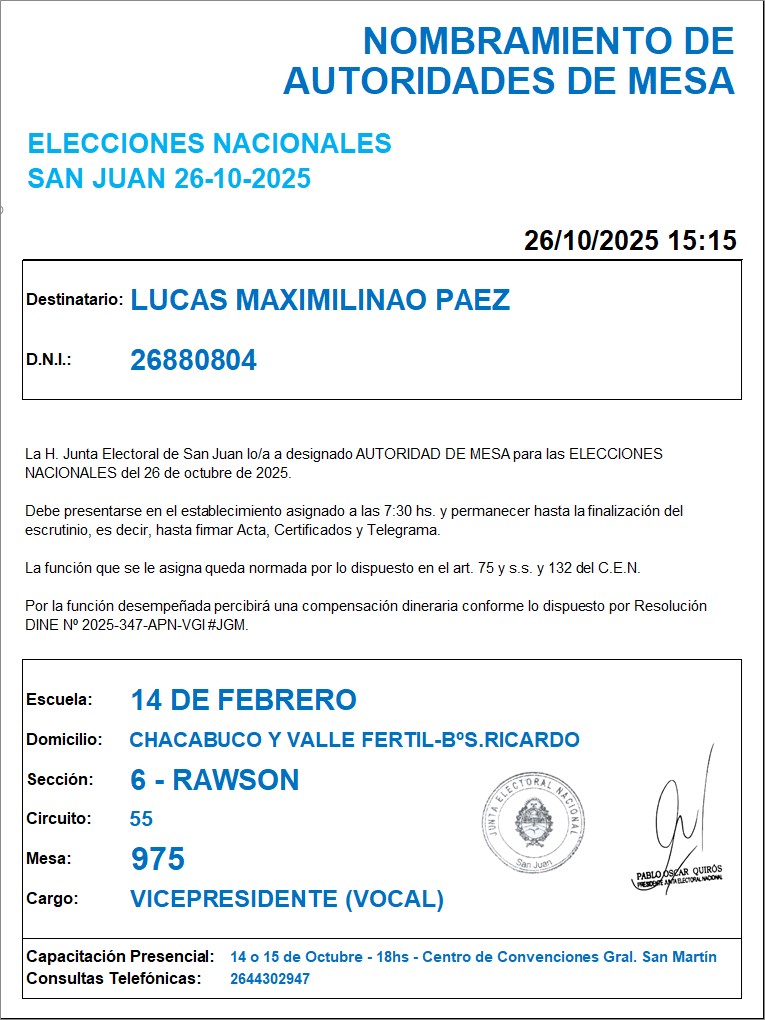 NOMBRAMIENTO DE
AUTORIDADES DE MESA
ELECCIONES NACIONALES
SAN JUAN 26-10-2025
26/10/2025 15:15
Destinatario: LUCAS MAXIMILINAO PAEZ
D.N.I.: 26880804
La H. Junta Electoral de San Juan lo/a a designado AUTORIDAD DE MESA para las ELECCIONES
NACIONALES del 26 de octubre de 2025.
Debe presentarse en el establecimiento asignado a las 7:30 hs. y permanecer hasta la finalización del
escrutinio, es decir, hasta firmar Acta, Certificados y Telegrama.
La función que se le asigna queda normada por lo dispuesto en el art. 75 y s.s. y 132 del C.E.N.
Por la función desempeñada percibirá una compensación dineraria conforme lo dispuesto por Resolución
DINE Nº 2025-347-APN-VGI#JGM.
Escuela: 14 DE FEBRERO
Domicilio: CHACABUCO Y VALLE FERTIL-BºS.RICARDO
Sección: 6 - RAWSON
Circuito: 55
Mesa: 975
Cargo: VICEPRESIDENTE (VOCAL)
JUNTA ELECTORAL NACIONAL
San Juan
PABLO OSCAR QUIRÓS
PRESIDENTE JUNTA ELECTORAL NACIONAL
Capacitación Presencial: 14 o 15 de Octubre - 18hs - Centro de Convenciones Gral. San Martín
Consultas Telefónicas: 2644302947